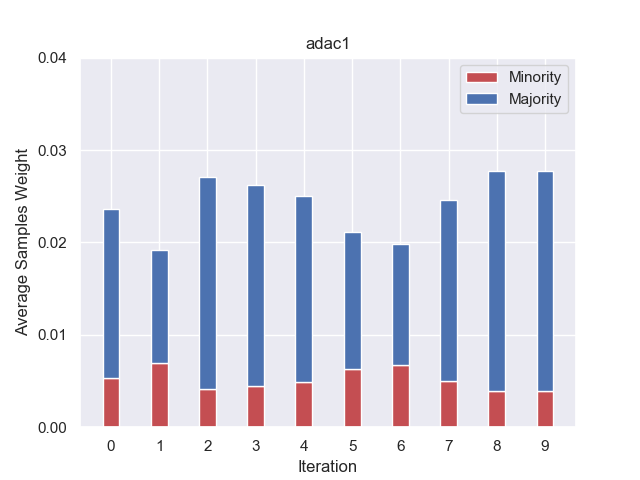 adac1
Minority
Majority
Average Samples Weight
0.04
0.03
0.02
0.01
0.00
0 1 2 3 4 5 6 7 8 9
Iteration